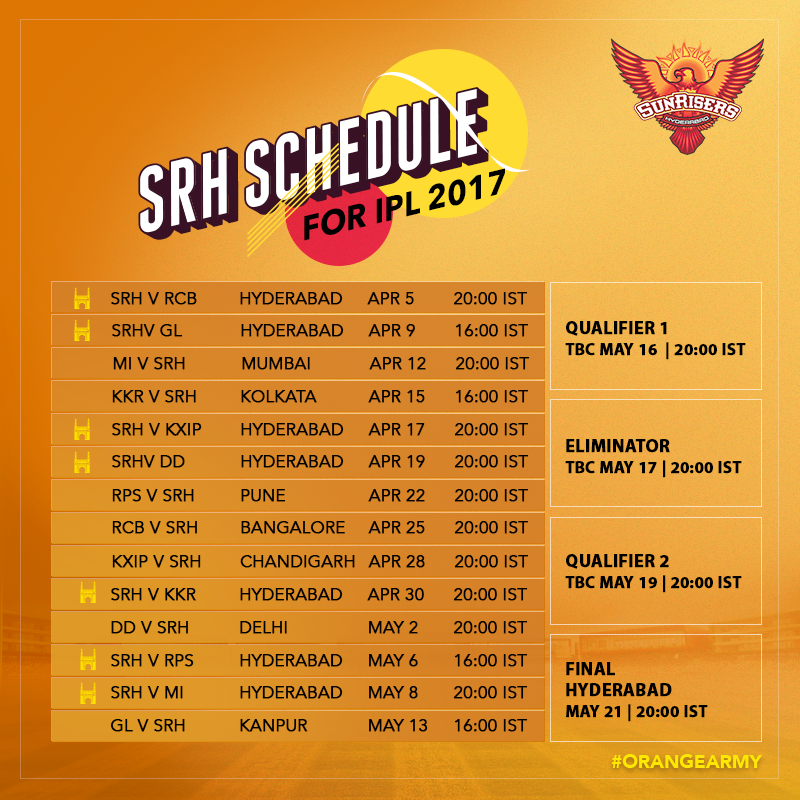 SUNRISERS
HYDERABAD
SRH SCHEDULE
FOR IPL 2017
SRH V RCB HYDERABAD APR 5 20:00 IST
SRHV GL HYDERABAD APR 9 16:00 IST
MI V SRH MUMBAI APR 12 20:00 IST
KKR V SRH KOLKATA APR 15 16:00 IST
SRH V KXIP HYDERABAD APR 17 20:00 IST
SRHV DD HYDERABAD APR 19 20:00 IST
RPS V SRH PUNE APR 22 20:00 IST
RCB V SRH BANGALORE APR 25 20:00 IST
KXIP V SRH CHANDIGARH APR 28 20:00 IST
SRH V KKR HYDERABAD APR 30 20:00 IST
DD V SRH DELHI MAY 2 20:00 IST
SRH V RPS HYDERABAD MAY 6 16:00 IST
SRH V MI HYDERABAD MAY 8 20:00 IST
GL V SRH KANPUR MAY 13 16:00 IST
QUALIFIER 1
TBC MAY 16 | 20:00 IST
ELIMINATOR
TBC MAY 17 | 20:00 IST
QUALIFIER 2
TBC MAY 19 | 20:00 IST
FINAL
HYDERABAD
MAY 21 | 20:00 IST
#ORANGEARMY